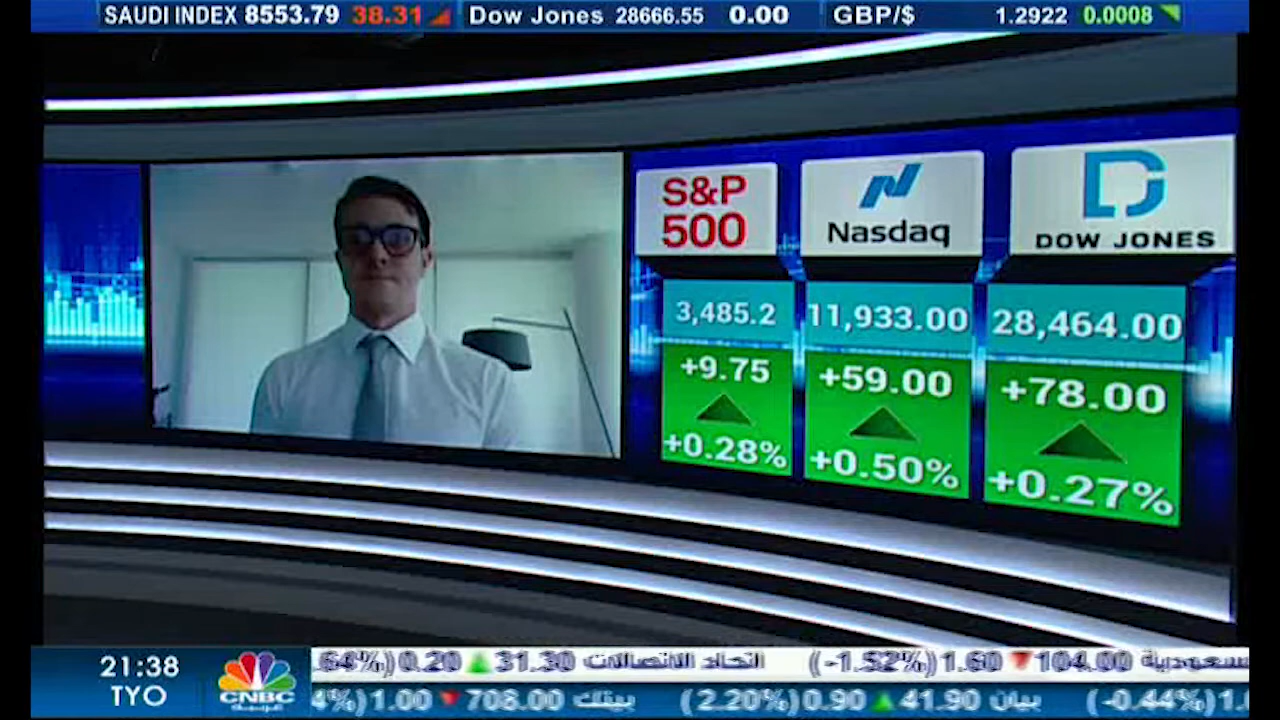 SAUDI INDEX 8553.79 38.31 Dow Jones 28666.55 0.00 GBP/$ 1.2922 0.0008
S&P 500
Nasdaq
DOW JONES
3,485.2 11,933.00 28,464.00
+9.75 +59.00 +78.00
+0.28% +0.50% +0.27%
21:38
TYO
CNBC
عربية
.64%) 0.20 31.30 اتحاد الاتصالات (-1.52%) 1.60 104.00
4%) 1.00 708.00 بيتك (2.20%) 0.90 41.90 بيان (-0.44%) 1.